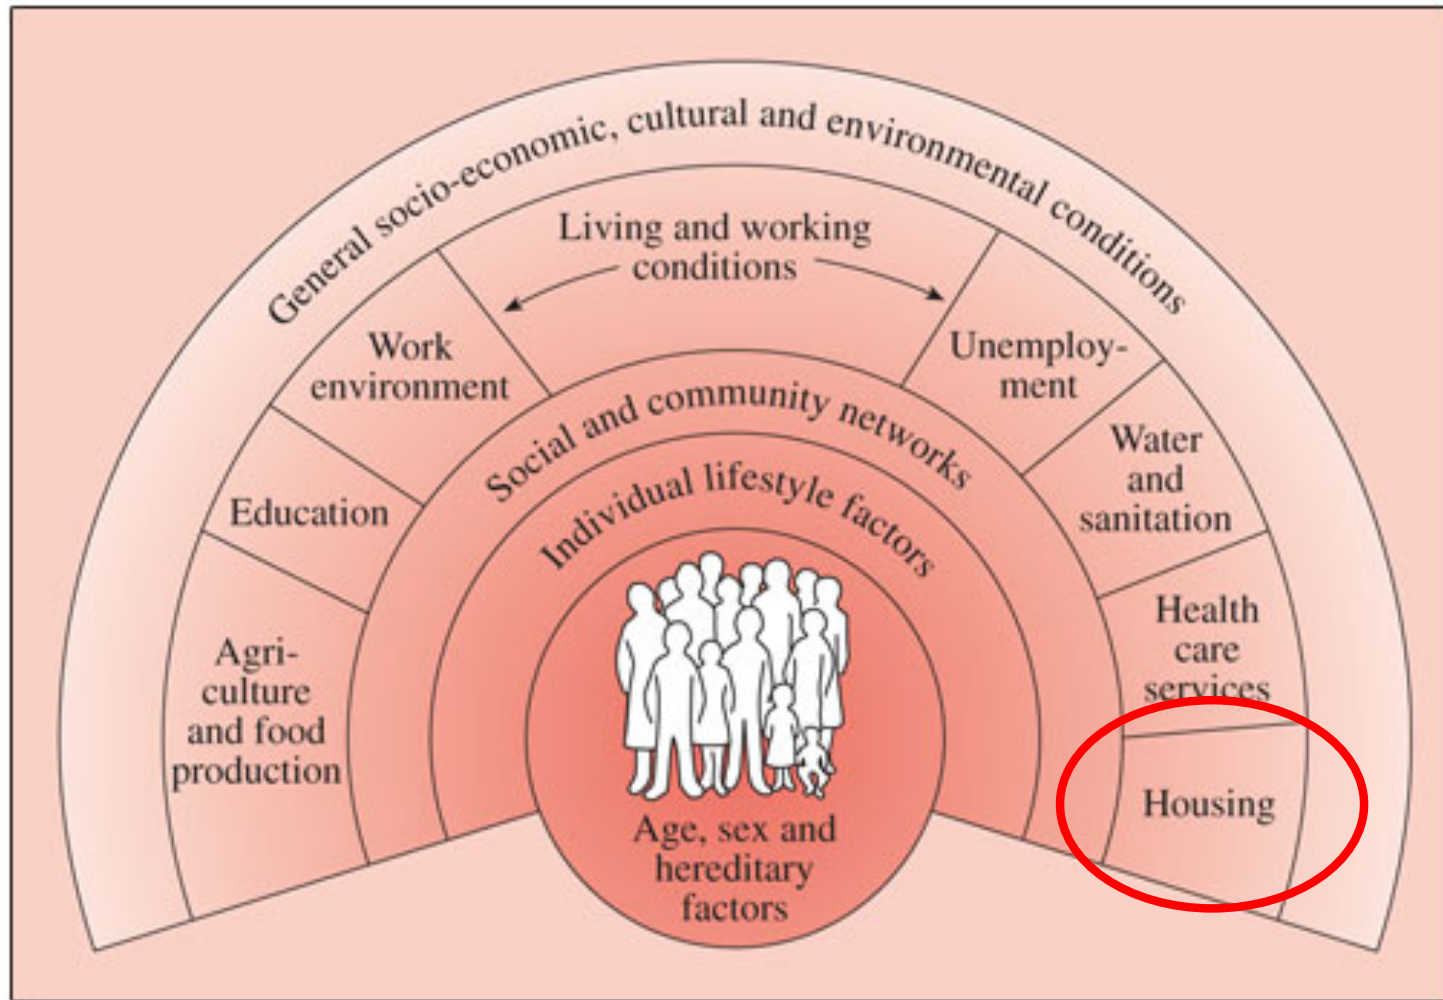 General socio-economic, cultural and environmental conditions
Living and working
conditions
Work
environment
Unemploy-
ment
Education
Water
and
sanitation
Agri-
culture
and food
production
Health
care
services
Housing
Social and community networks
Individual lifestyle factors
Age, sex and
hereditary
factors